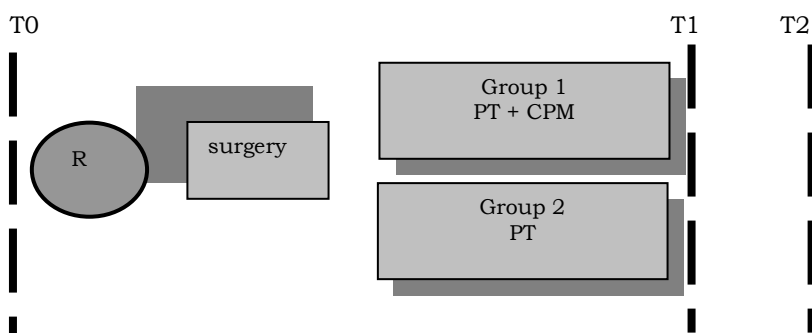 T0
T1
T2
R
surgery
Group 1
PT + CPM
Group 2
PT